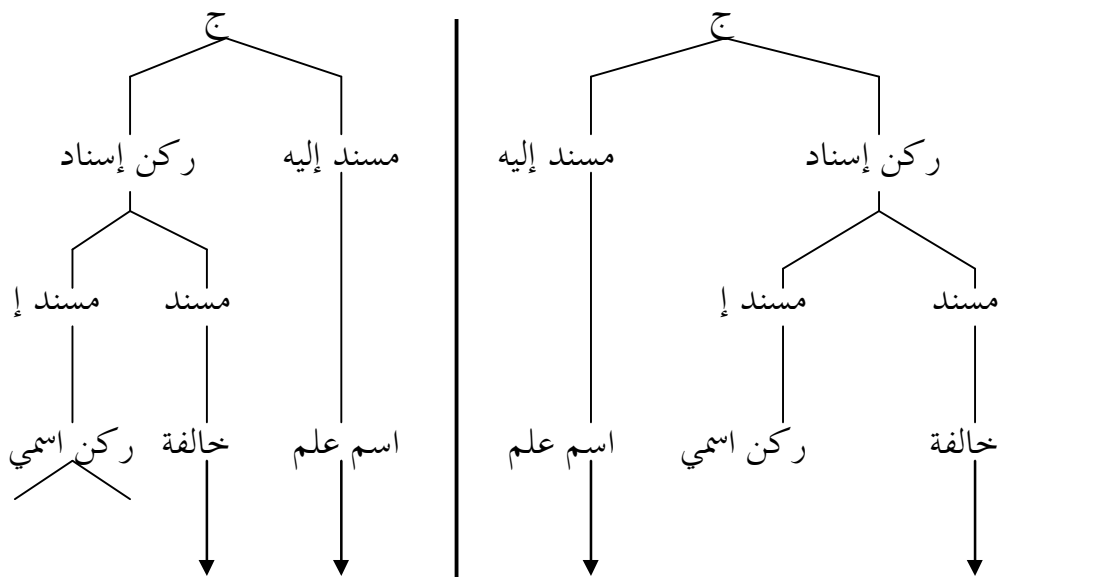 ج ج
ركن إسناد مسند إليه مسند إليه ركن إسناد
مسند مسند إ مسند مسند إ
خالفة ركن اسمي اسم علم اسم علم خالفة ركن اسمي